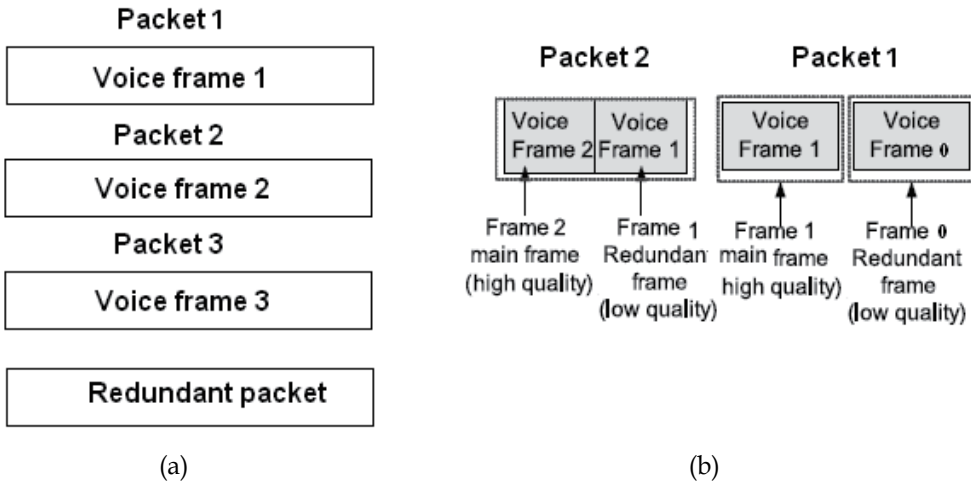 Packet 1
Voice frame 1
Packet 2
Voice frame 2
Packet 3
Voice frame 3
Redundant packet
(a)
Packet 2
Packet 1
Voice
Frame 2
Voice
Frame 1
Voice
Frame 1
Voice
Frame 0
Frame 2
main frame
(high quality)
Frame 1
Redundant
frame
(low quality)
Frame 1
main frame
high quality)
Frame 0
Redundant
frame
(low quality)
(b)